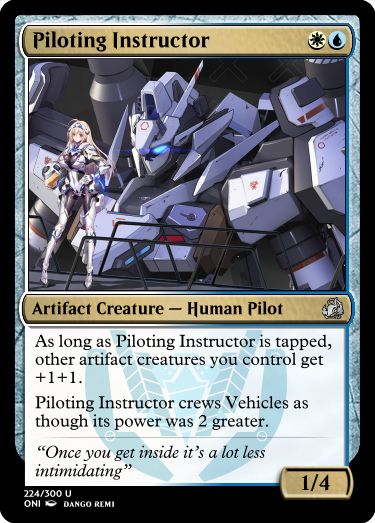 Piloting Instructor
Artifact Creature — Human Pilot
As long as Piloting Instructor is tapped,
other artifact creatures you control get
+1+1.
Piloting Instructor crews Vehicles as
though its power was 2 greater.
“Once you get inside it’s a lot less
intimidating”
1/4
224/300 U
ONI DANGO REMI